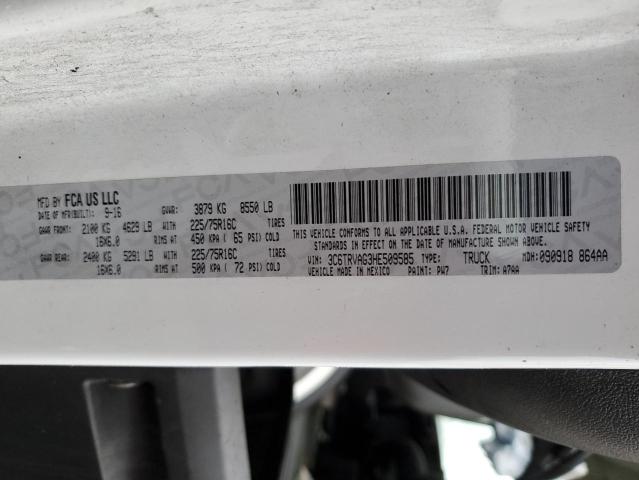 MFD BY FCA US LLC
DATE OF MFR(BUILT): 9-16
GVWR: 3879 KG 8550 LB
GAWR FRONT: 2100 KG 4629 LB WITH 225/75R16C TIRES
16X6.0 RIMS AT 450 KPA ( 65 PSI) COLD
GAWR REAR: 2400 KG 5291 LB WITH 225/75R16C TIRES
16X6.0 RIMS AT 500 KPA ( 72 PSI) COLD
THIS VEHICLE CONFORMS TO ALL APPLICABLE U.S.A. FEDERAL MOTOR VEHICLE SAFETY
STANDARDS IN EFFECT ON THE DATE OF MANUFACTURE SHOWN ABOVE.
VIN: 3C6TRVAG3HE509585 TYPE: TRUCK MDH: 090918 864AA
VEHICLE MADE IN MEXICO PAINT: PW7 TRIM: A7AA